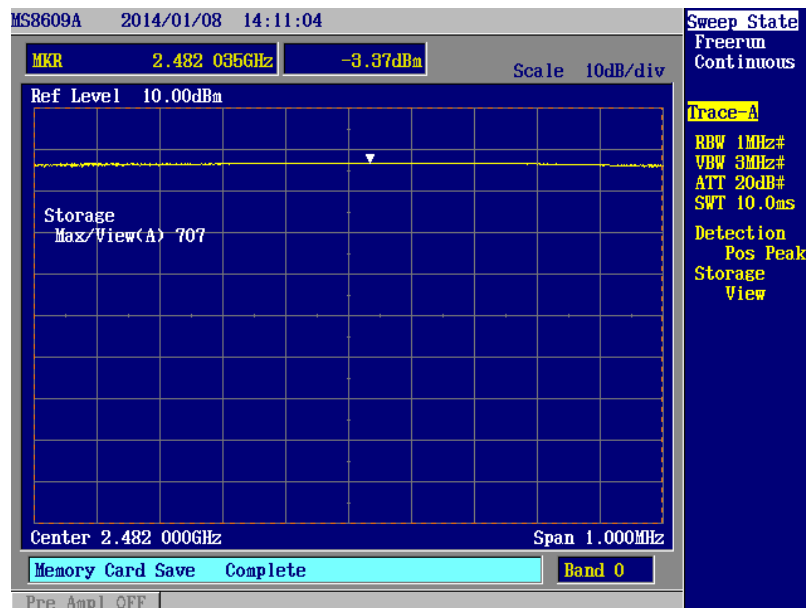 MS8609A 2014/01/08 14:11:04
MKR 2.482 035GHz -3.37dBm
Scale 10dB/div
Ref Level 10.00dBm
Storage
Max/View(A) 707
Center 2.482 000GHz Span 1.000MHz
Memory Card Save Complete Band 0
Pre Ampl OFF
Sweep State
Freerun
Continuous
Trace-A
RBW 1MHz#
VBW 3MHz#
ATT 20dB#
SWT 10.0ms
Detection
Pos Peak
Storage
View